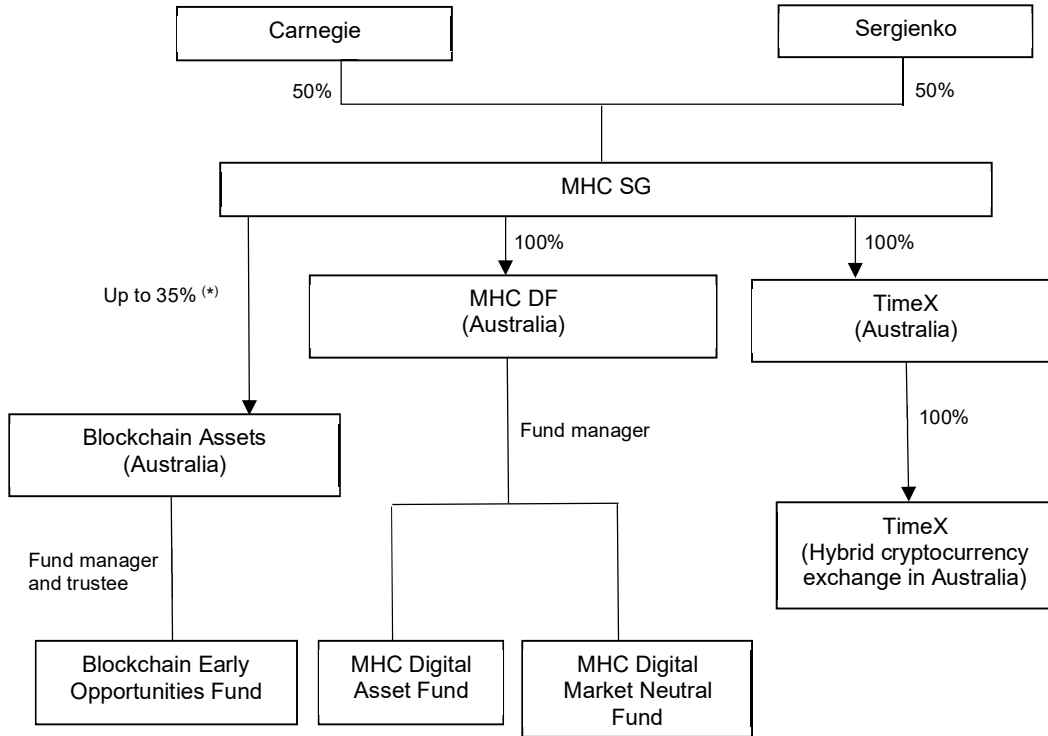 Carnegie
Sergienko
50%
50%
MHC SG
Up to 35% (*)
100%
100%
MHC DF
(Australia)
TimeX
(Australia)
Blockchain Assets
(Australia)
Fund manager
100%
Fund manager
and trustee
TimeX
(Hybrid cryptocurrency
exchange in Australia)
Blockchain Early
Opportunities Fund
MHC Digital
Asset Fund
MHC Digital
Market Neutral
Fund